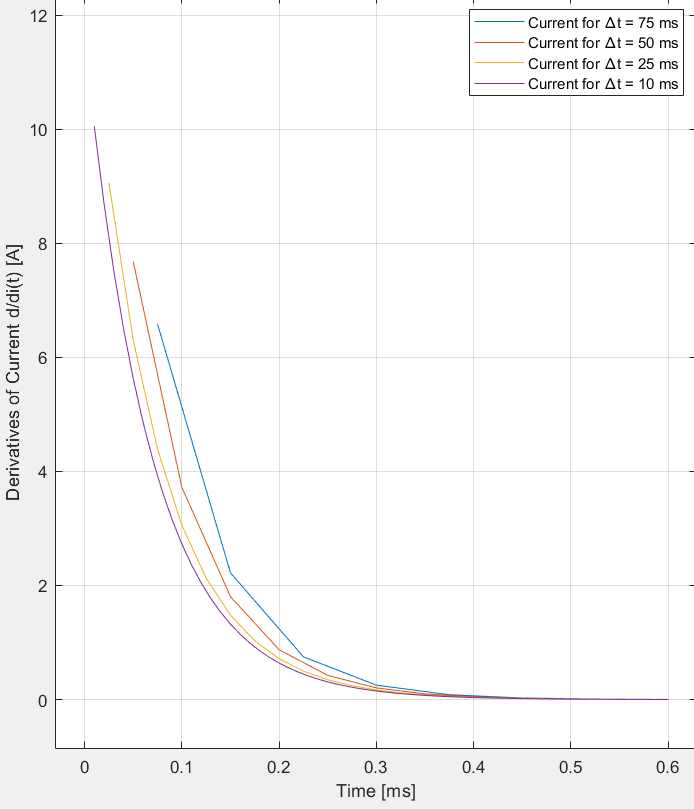 Current for Δt = 75 ms
Current for Δt = 50 ms
Current for Δt = 25 ms
Current for Δt = 10 ms
12
10
8
6
4
2
0
Derivatives of Current d/di(t) [A]
0 0.1 0.2 0.3 0.4 0.5 0.6
Time [ms]